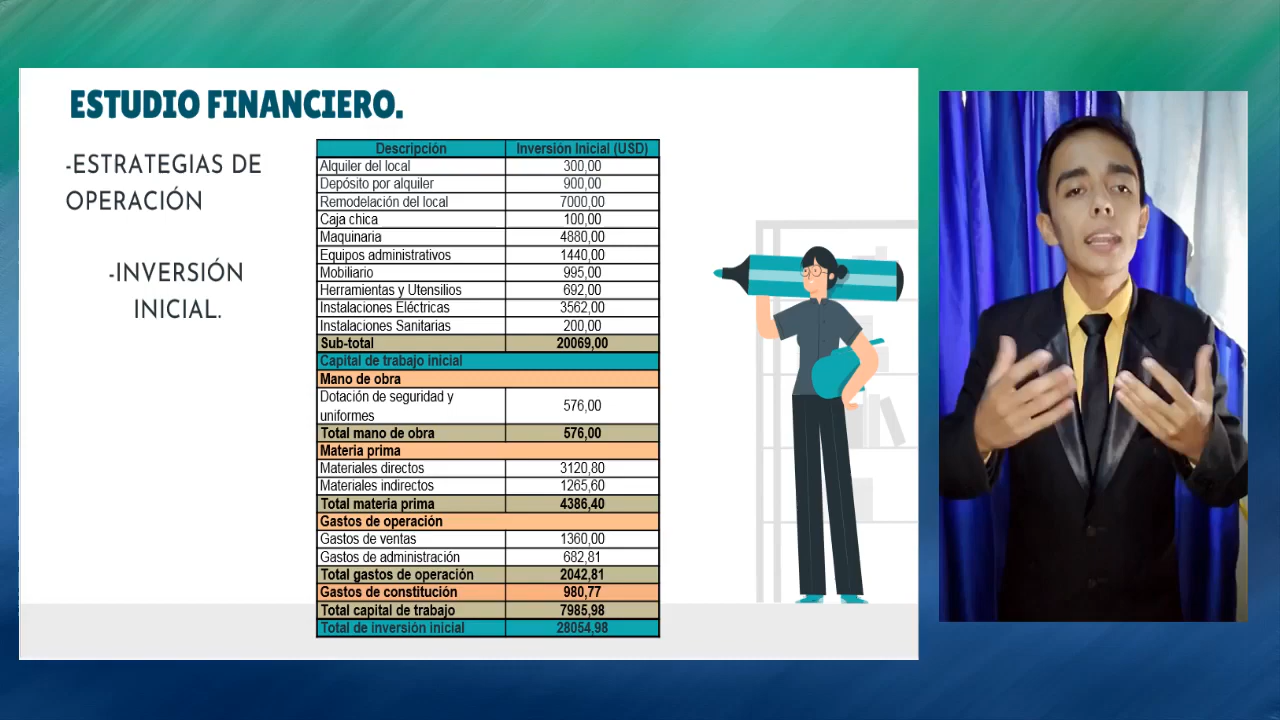 ESTUDIO FINANCIERO.
-ESTRATEGIAS DE
OPERACIÓN
-INVERSIÓN
INICIAL.
Descripción Inversión Inicial (USD)
Alquiler del local 300,00
Depósito por alquiler 900,00
Remodelación del local 7000,00
Caja chica 100,00
Maquinaria 4880,00
Equipos administrativos 1440,00
Mobiliario 995,00
Herramientas y Utensilios 692,00
Instalaciones Eléctricas 3562,00
Instalaciones Sanitarias 200,00
Sub-total 20069,00
Capital de trabajo inicial
Mano de obra
Dotación de seguridad y
uniformes 576,00
Total mano de obra 576,00
Materia prima
Materiales directos 3120,80
Materiales indirectos 1265,60
Total materia prima 4386,40
Gastos de operación
Gastos de ventas 1360,00
Gastos de administración 682,81
Total gastos de operación 2042,81
Gastos de constitución 980,77
Total capital de trabajo 7985,98
Total de inversión inicial 28054,98